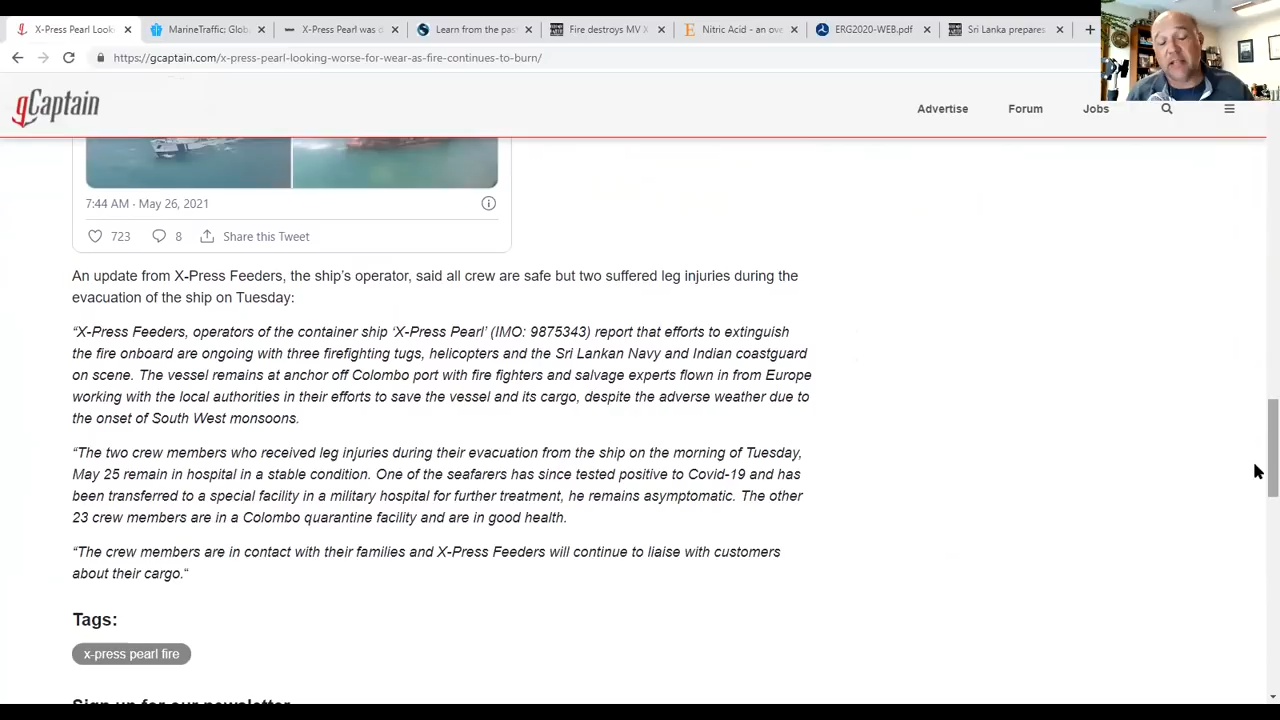 X-Press Pearl Look
MarineTraffic: Glob
X-Press Pearl was
Learn from the pas
Fire destroys MV X
Nitric Acid - an ove
ERG2020-WEB.pdf
Sri Lanka prepares
https://gcaptain.com/x-press-pearl-looking-worse-for-wear-as-fire-continues-to-burn/
gCaptain
Advertise
Forum
Jobs
7:44 AM · May 26, 2021
723
8
Share this Tweet
An update from X-Press Feeders, the ship’s operator, said all crew are safe but two suffered leg injuries during the
evacuation of the ship on Tuesday:
“X-Press Feeders, operators of the container ship ‘X-Press Pearl’ (IMO: 9875343) report that efforts to extinguish
the fire onboard are ongoing with three firefighting tugs, helicopters and the Sri Lankan Navy and Indian coastguard
on scene. The vessel remains at anchor off Colombo port with fire fighters and salvage experts flown in from Europe
working with the local authorities in their efforts to save the vessel and its cargo, despite the adverse weather due to
the onset of South West monsoons.
“The two crew members who received leg injuries during their evacuation from the ship on the morning of Tuesday,
May 25 remain in hospital in a stable condition. One of the seafarers has since tested positive to Covid-19 and has
been transferred to a special facility in a military hospital for further treatment, he remains asymptomatic. The other
23 crew members are in a Colombo quarantine facility and are in good health.
“The crew members are in contact with their families and X-Press Feeders will continue to liaise with customers
about their cargo.“
Tags:
x-press pearl fire
Sign up for our newsletter